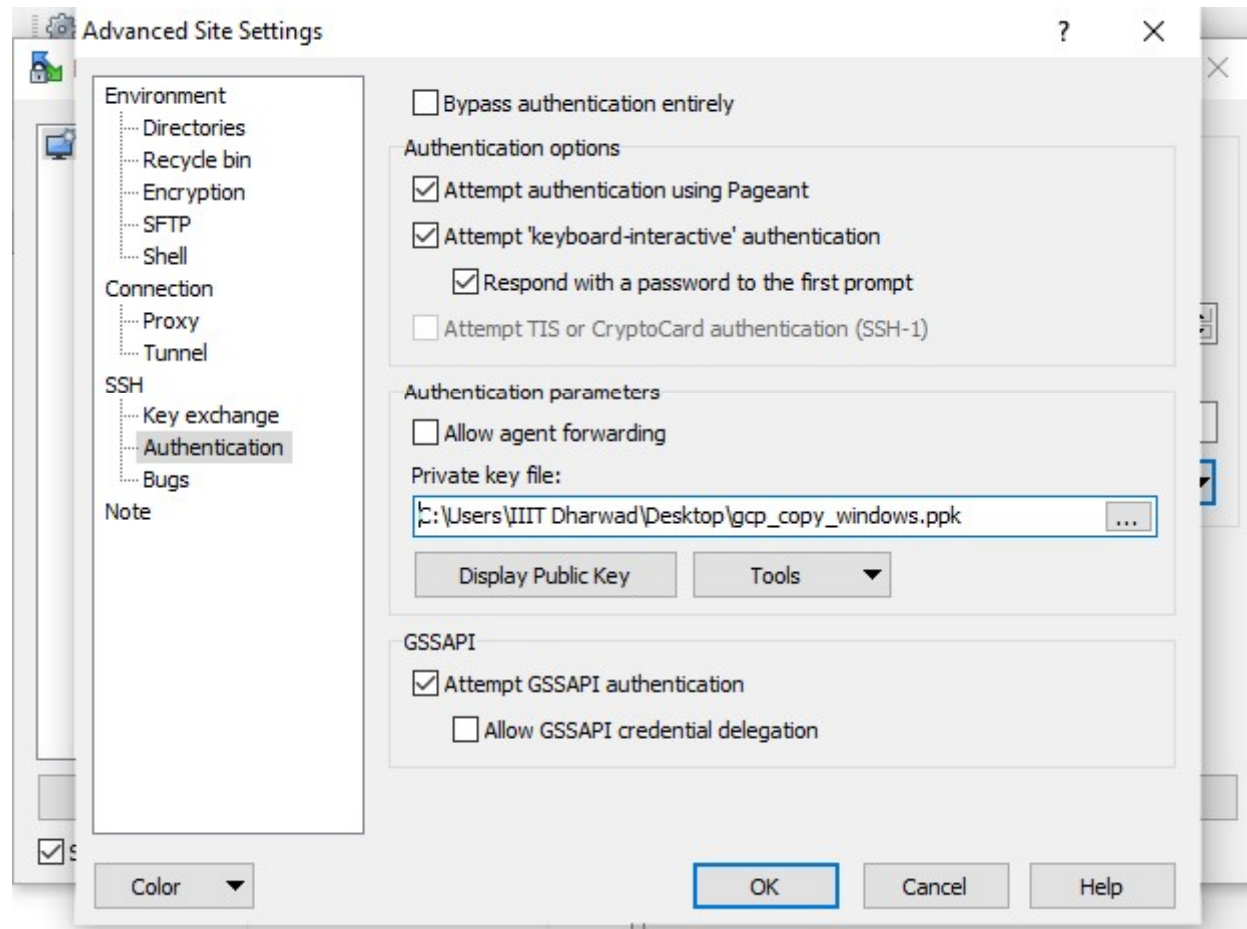 Advanced Site Settings
?
Environment
Directories
Recycle bin
Encryption
SFTP
Shell
Connection
Proxy
Tunnel
SSH
Key exchange
Authentication
Bugs
Note
Bypass authentication entirely
Authentication options
Attempt authentication using Pageant
Attempt 'keyboard-interactive' authentication
Respond with a password to the first prompt
Attempt TIS or CryptoCard authentication (SSH-1)
Authentication parameters
Allow agent forwarding
Private key file:
C:\Users\IIIT Dharwad\Desktop\gcp_copy_windows.ppk
...
Display Public Key
Tools
GSSAPI
Attempt GSSAPI authentication
Allow GSSAPI credential delegation
Color
OK
Cancel
Help